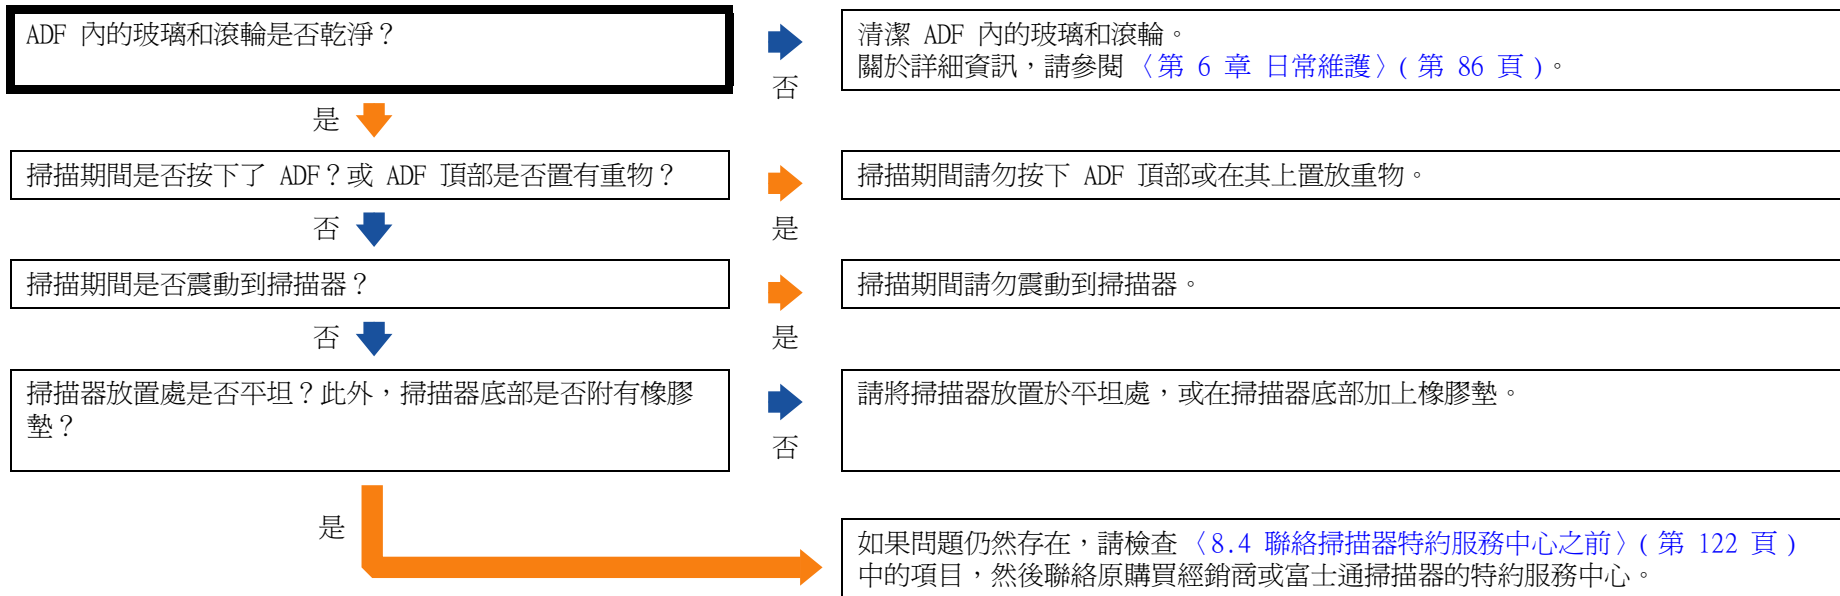 ADF 內的玻璃和滾輪是否乾淨？
否
清潔 ADF 內的玻璃和滾輪。
關於詳細資訊，請參閱〈第 6 章 日常維護〉( 第 86 頁 )。
是
掃描期間是否按下了 ADF？或 ADF 頂部是否置有重物？
是
掃描期間請勿按下 ADF 頂部或在其上置放重物。
否
掃描期間是否震動到掃描器？
是
掃描期間請勿震動到掃描器。
否
掃描器放置處是否平坦？此外，掃描器底部是否附有橡膠
墊？
否
請將掃描器放置於平坦處，或在掃描器底部加上橡膠墊。
是
如果問題仍然存在，請檢查〈8.4 聯絡掃描器特約服務中心之前〉( 第 122 頁 )
中的項目，然後聯絡原購買經銷商或富士通掃描器的特約服務中心。